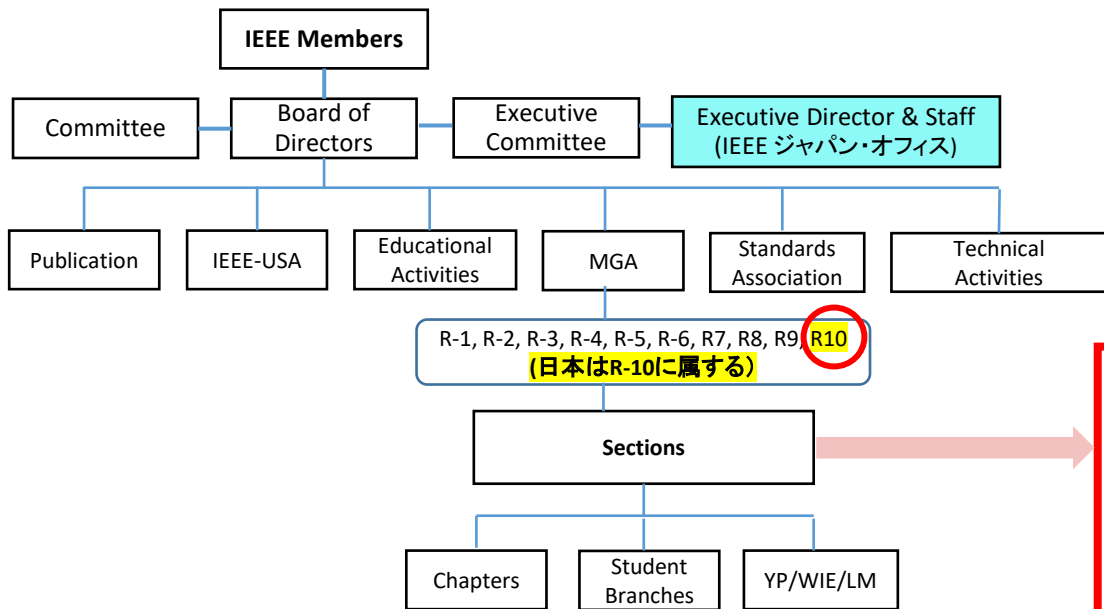 IEEE Members
Committee
Board of
Directors
Executive
Committee
Executive Director & Staff
(IEEE ジャパン・オフィス)
Publication
IEEE-USA
Educational
Activities
MGA
Standards
Association
Technical
Activities
R-1, R-2, R-3, R-4, R-5, R-6, R7, R8, R9, R10
(日本はR-10に属する)
Sections
Chapters
Student
Branches
YP/WIE/LM